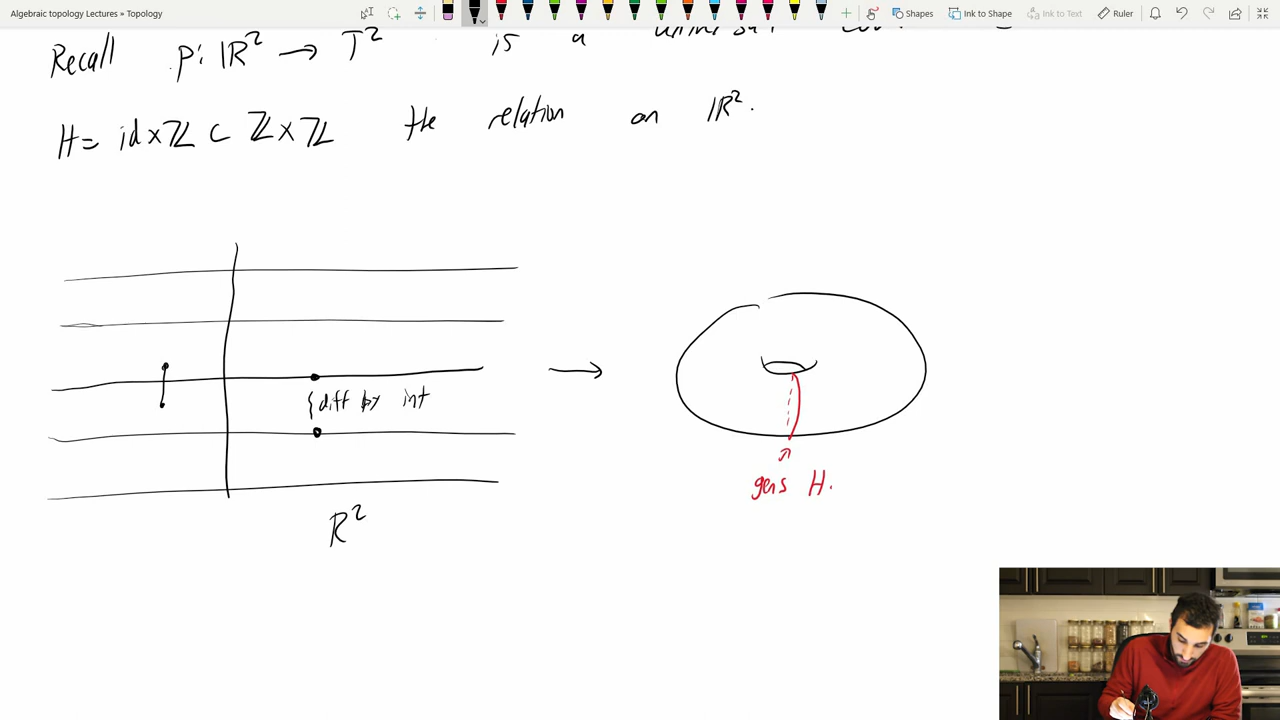 Algebraic topology Lectures – Topology
Shapes
Ink to Shape
Ink to Text
Ruler
Recall p: ℝ² → T² is a universal
H = id × ℤ ⊂ ℤ × ℤ the relation on ℝ².
{ diff by int
→
gens H.
ℝ²